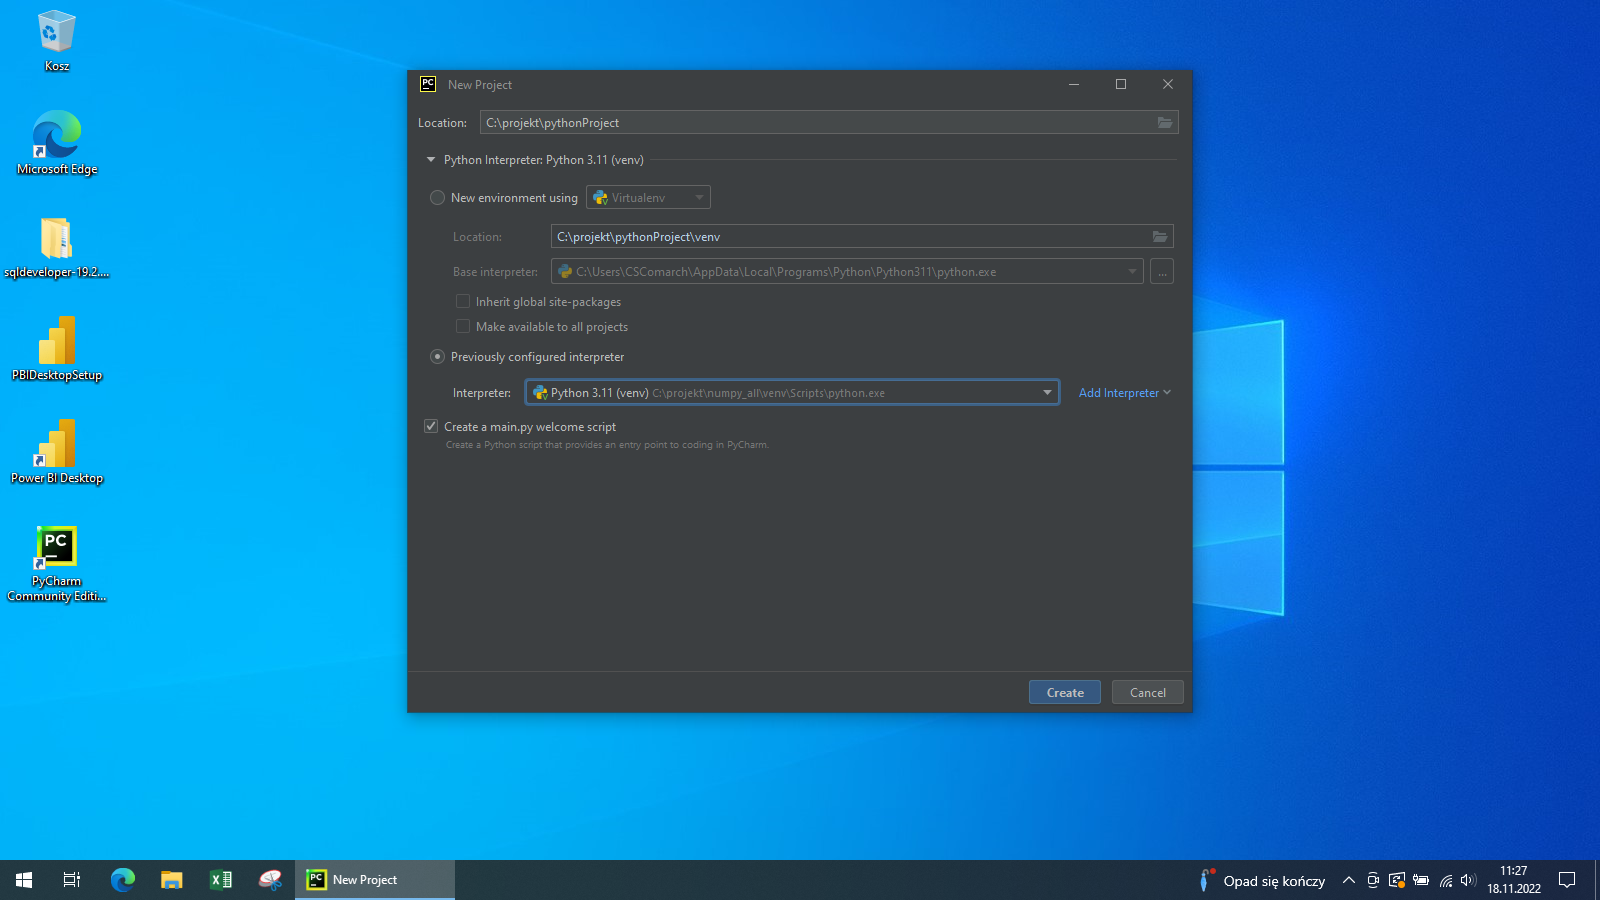 Kosz
Microsoft Edge
sqldeveloper-19.2....
PBIDesktopSetup
Power BI Desktop
PC
PyCharm
Community Editi...
PC
New Project
Location:
C:\projekt\pythonProject
Python Interpreter: Python 3.11 (venv)
New environment using
Virtualenv
Location:
C:\projekt\pythonProject\venv
Base interpreter:
C:\Users\CSComarch\AppData\Local\Programs\Python\Python311\python.exe
...
Inherit global site-packages
Make available to all projects
Previously configured interpreter
Interpreter:
Python 3.11 (venv) C:\projekt\numpy_all\venv\Scripts\python.exe
Add Interpreter
Create a main.py welcome script
Create a Python script that provides an entry point to coding in PyCharm.
Create
Cancel
PC
New Project
Opad się kończy
11:27
18.11.2022